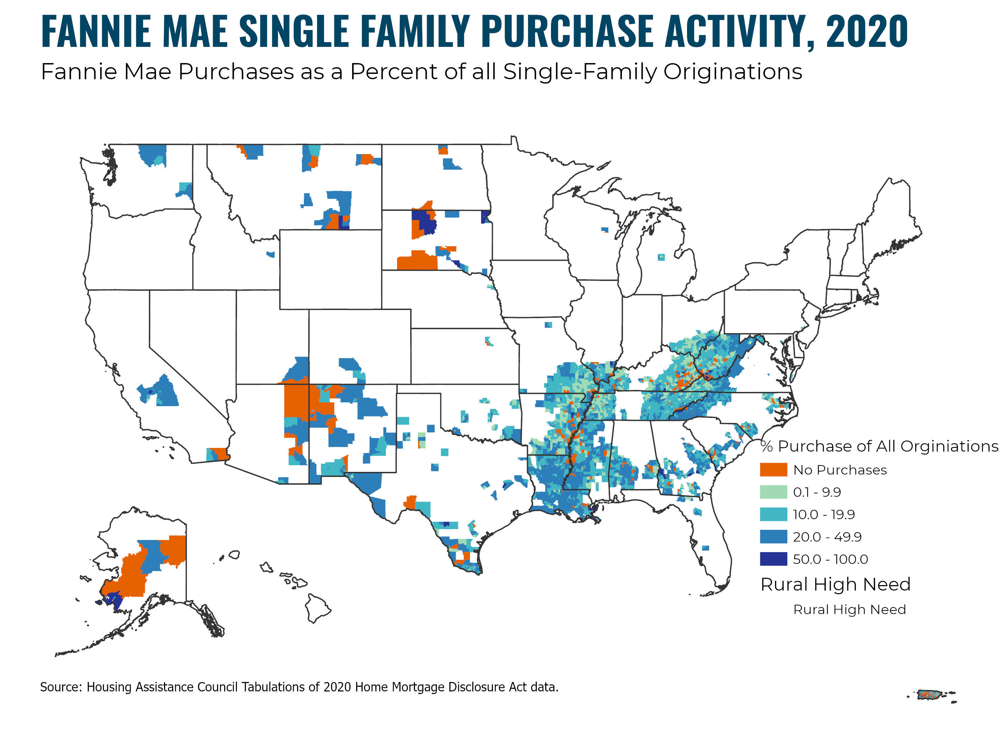 FANNIE MAE SINGLE FAMILY PURCHASE ACTIVITY, 2020
Fannie Mae Purchases as a Percent of all Single-Family Originations
% Purchase of All Orginiations
No Purchases
0.1 - 9.9
10.0 - 19.9
20.0 - 49.9
50.0 - 100.0
Rural High Need
Rural High Need
Source: Housing Assistance Council Tabulations of 2020 Home Mortgage Disclosure Act data.